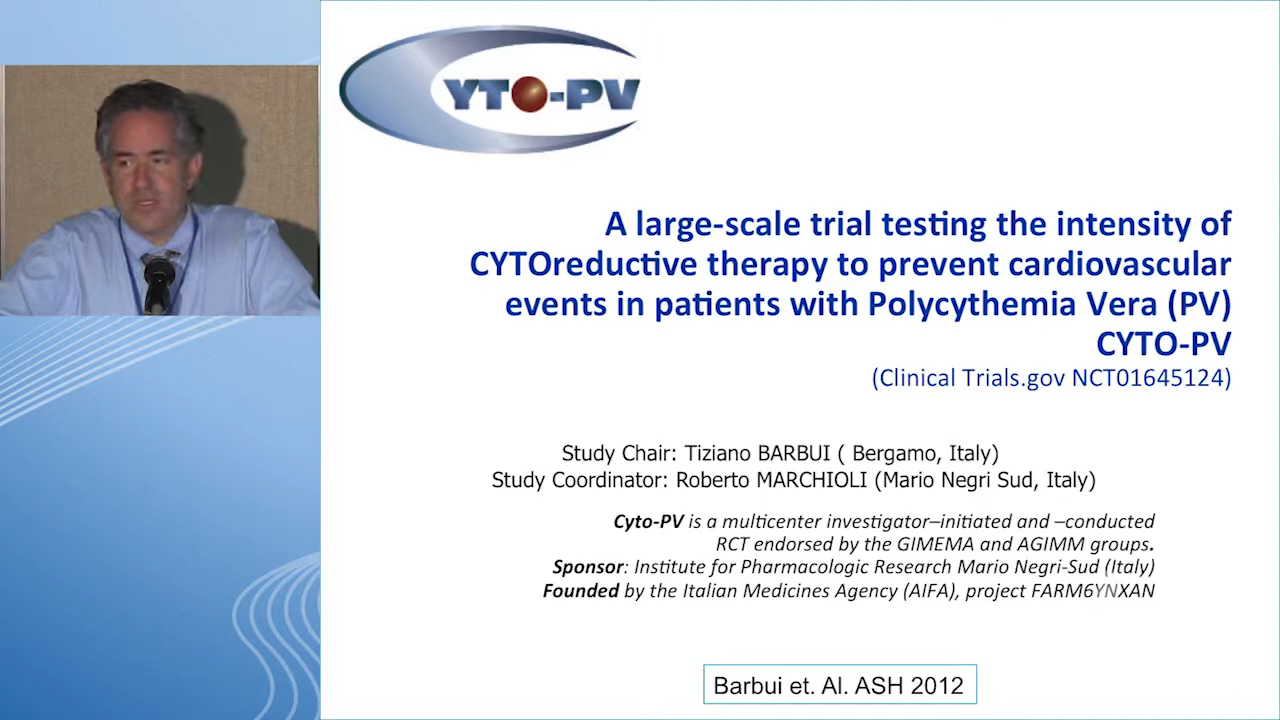 CYTO-PV
A large-scale trial testing the intensity of
CYTOreductive therapy to prevent cardiovascular
events in patients with Polycythemia Vera (PV)
CYTO-PV
(Clinical Trials.gov NCT01645124)
Study Chair: Tiziano BARBUI ( Bergamo, Italy)
Study Coordinator: Roberto MARCHIOLI (Mario Negri Sud, Italy)
Cyto-PV is a multicenter investigator–initiated and –conducted
RCT endorsed by the GIMEMA and AGIMM groups.
Sponsor: Institute for Pharmacologic Research Mario Negri-Sud (Italy)
Founded by the Italian Medicines Agency (AIFA), project FARM6YNXAN
Barbui et. Al. ASH 2012